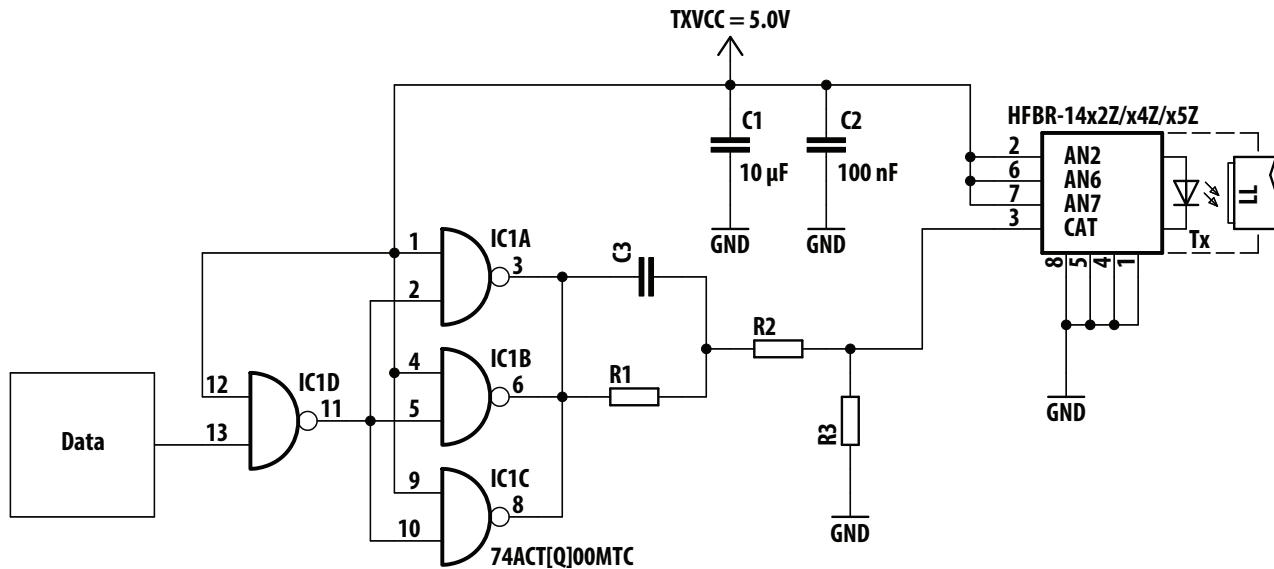 TXVCC = 5.0V
C1
10 µF
C2
100 nF
GND
GND
HFBR-14x2Z/x4Z/x5Z
2
AN2
6
AN6
7
AN7
3
CAT
LL
Tx
8
5
4
1
GND
1
2
IC1A
3
C3
R2
4
5
IC1B
6
R1
R3
GND
Data
12
13
IC1D
11
9
10
IC1C
8
74ACT[Q]00MTC